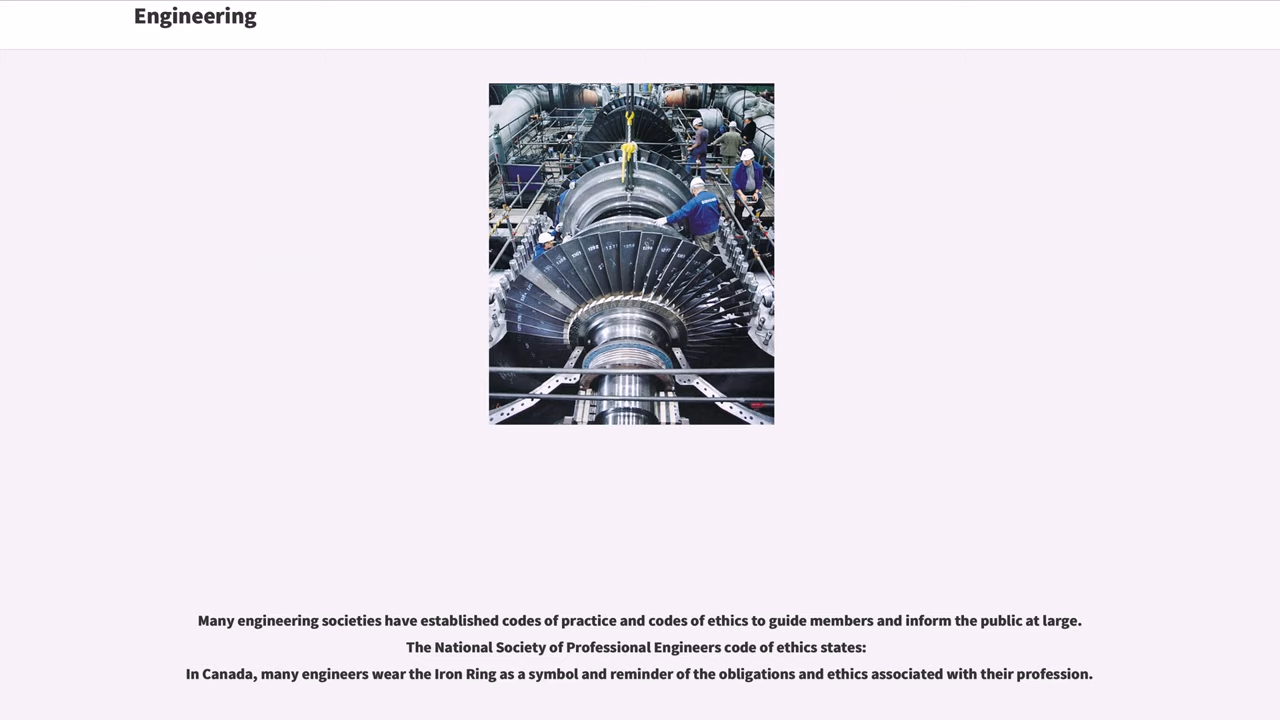 Engineering
Many engineering societies have established codes of practice and codes of ethics to guide members and inform the public at large.
The National Society of Professional Engineers code of ethics states:
In Canada, many engineers wear the Iron Ring as a symbol and reminder of the obligations and ethics associated with their profession.